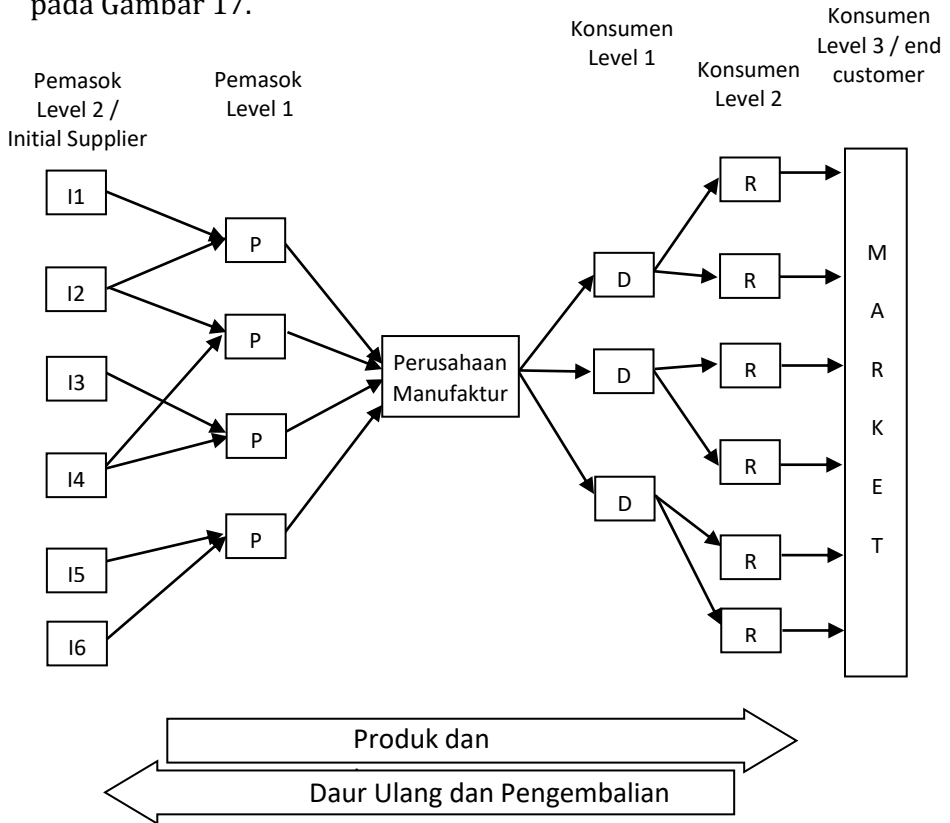 pada Gambar 17.
Pemasok
Level 2 /
Initial Supplier
Pemasok
Level 1
Konsumen
Level 1
Konsumen
Level 2
Konsumen
Level 3 / end
customer
I1
I2
I3
I4
I5
I6
P
P
P
P
Perusahaan
Manufaktur
D
D
D
R
R
R
R
R
R
M
A
R
K
E
T
Produk dan
Daur Ulang dan Pengembalian